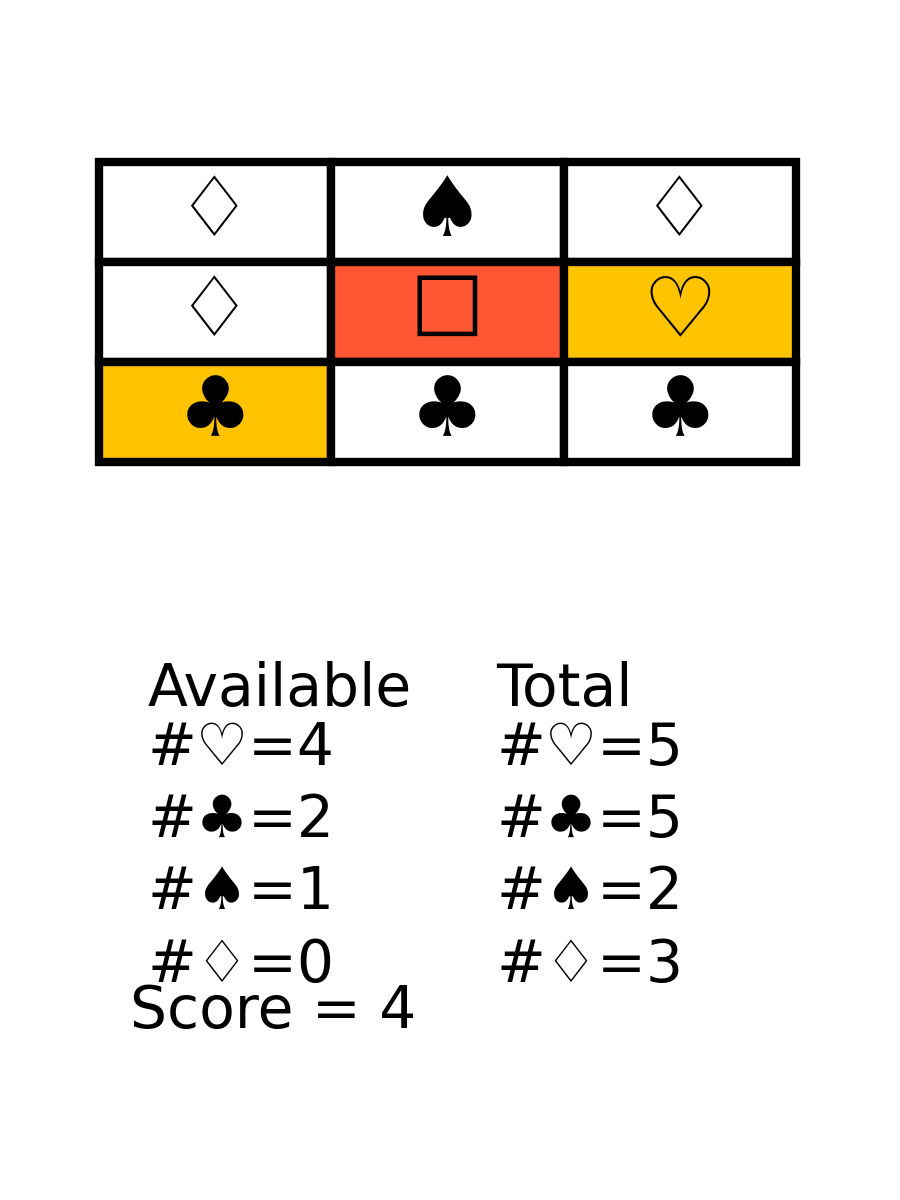 ♢ ♠ ♢
♢ □ ♡
♣ ♣ ♣
Available Total
#♡=4 #♡=5
#♣=2 #♣=5
#♠=1 #♠=2
#♢=0 #♢=3
Score = 4